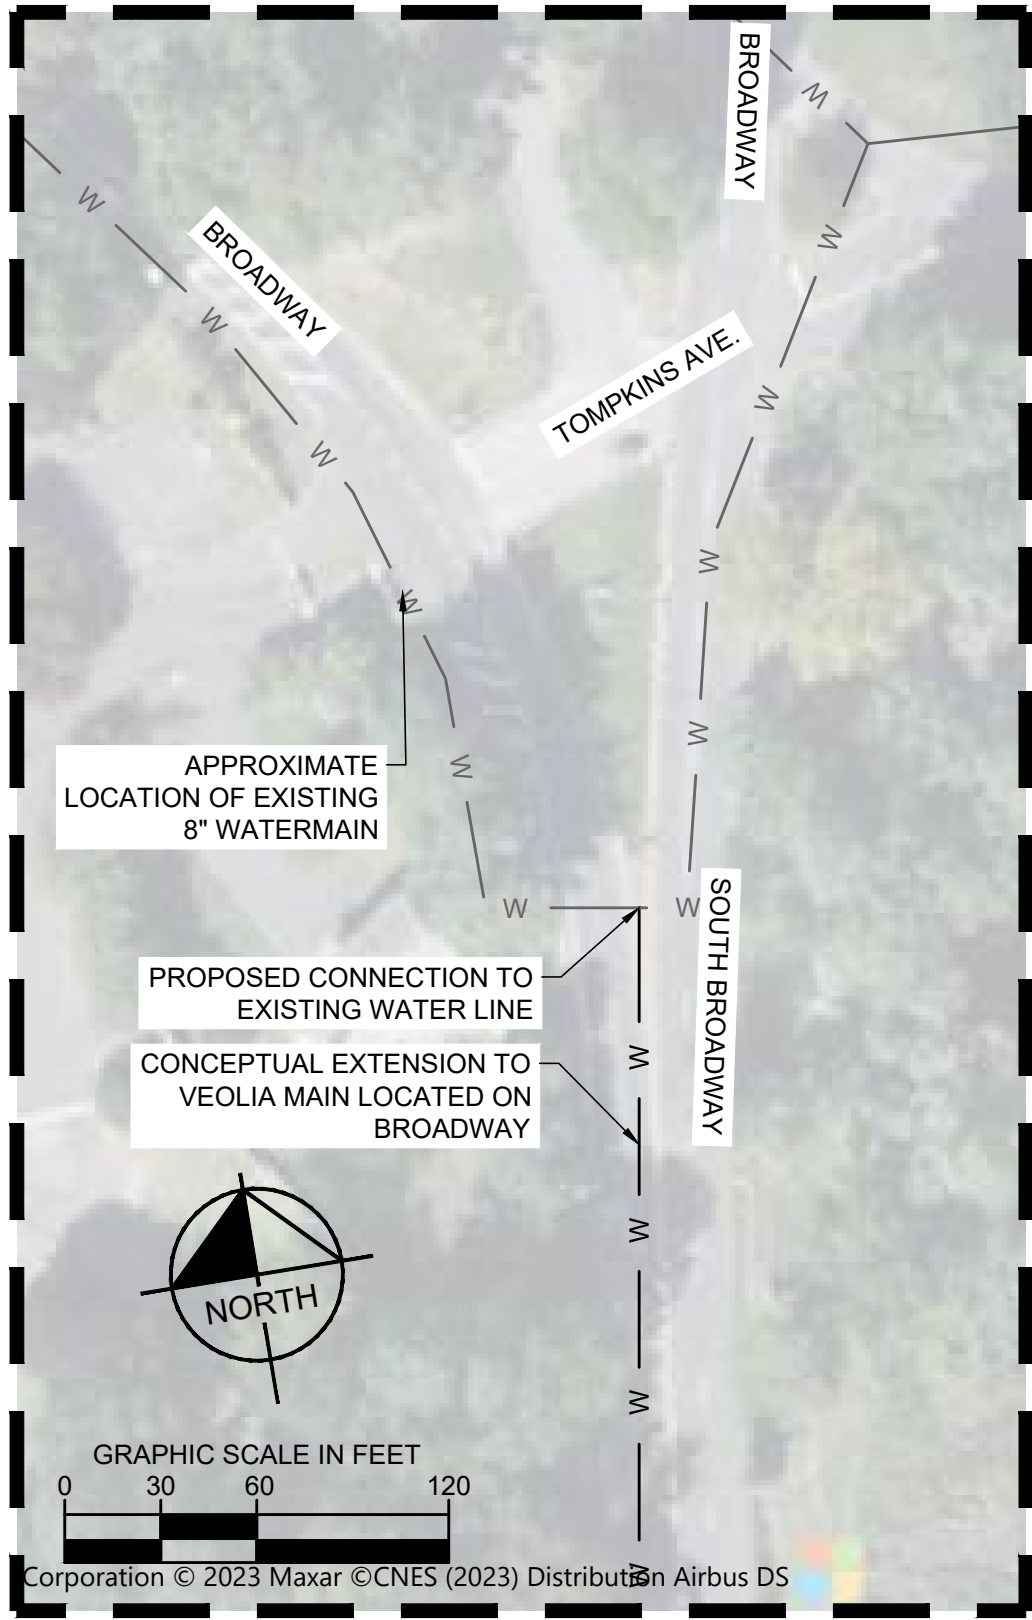 BROADWAY
W
W
BROADWAY
W
W
TOMPKINS AVE.
W
W
W
W
W
APPROXIMATE
LOCATION OF EXISTING
8" WATERMAIN
W
W
W
W
SOUTH BROADWAY
PROPOSED CONNECTION TO
EXISTING WATER LINE
CONCEPTUAL EXTENSION TO
VEOLIA MAIN LOCATED ON
BROADWAY
W
W
NORTH
W
GRAPHIC SCALE IN FEET
0 30 60 120
W
Corporation © 2023 Maxar ©CNES (2023) Distribution Airbus DS